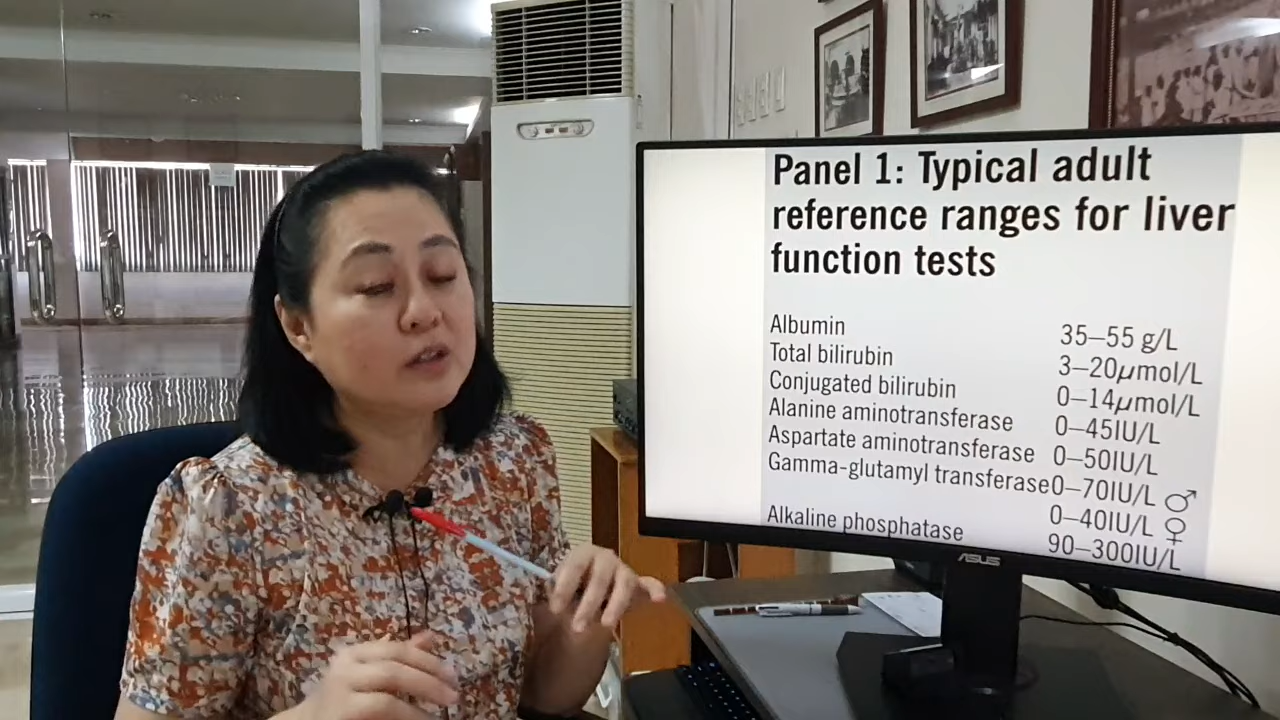 Panel 1: Typical adult
reference ranges for liver
function tests
Albumin 35–55 g/L
Total bilirubin 3–20μmol/L
Conjugated bilirubin 0–14μmol/L
Alanine aminotransferase 0–45IU/L
Aspartate aminotransferase 0–50IU/L
Gamma-glutamyl transferase 0–70IU/L ♂
0–40IU/L ♀
Alkaline phosphatase 90–300IU/L
ASUS